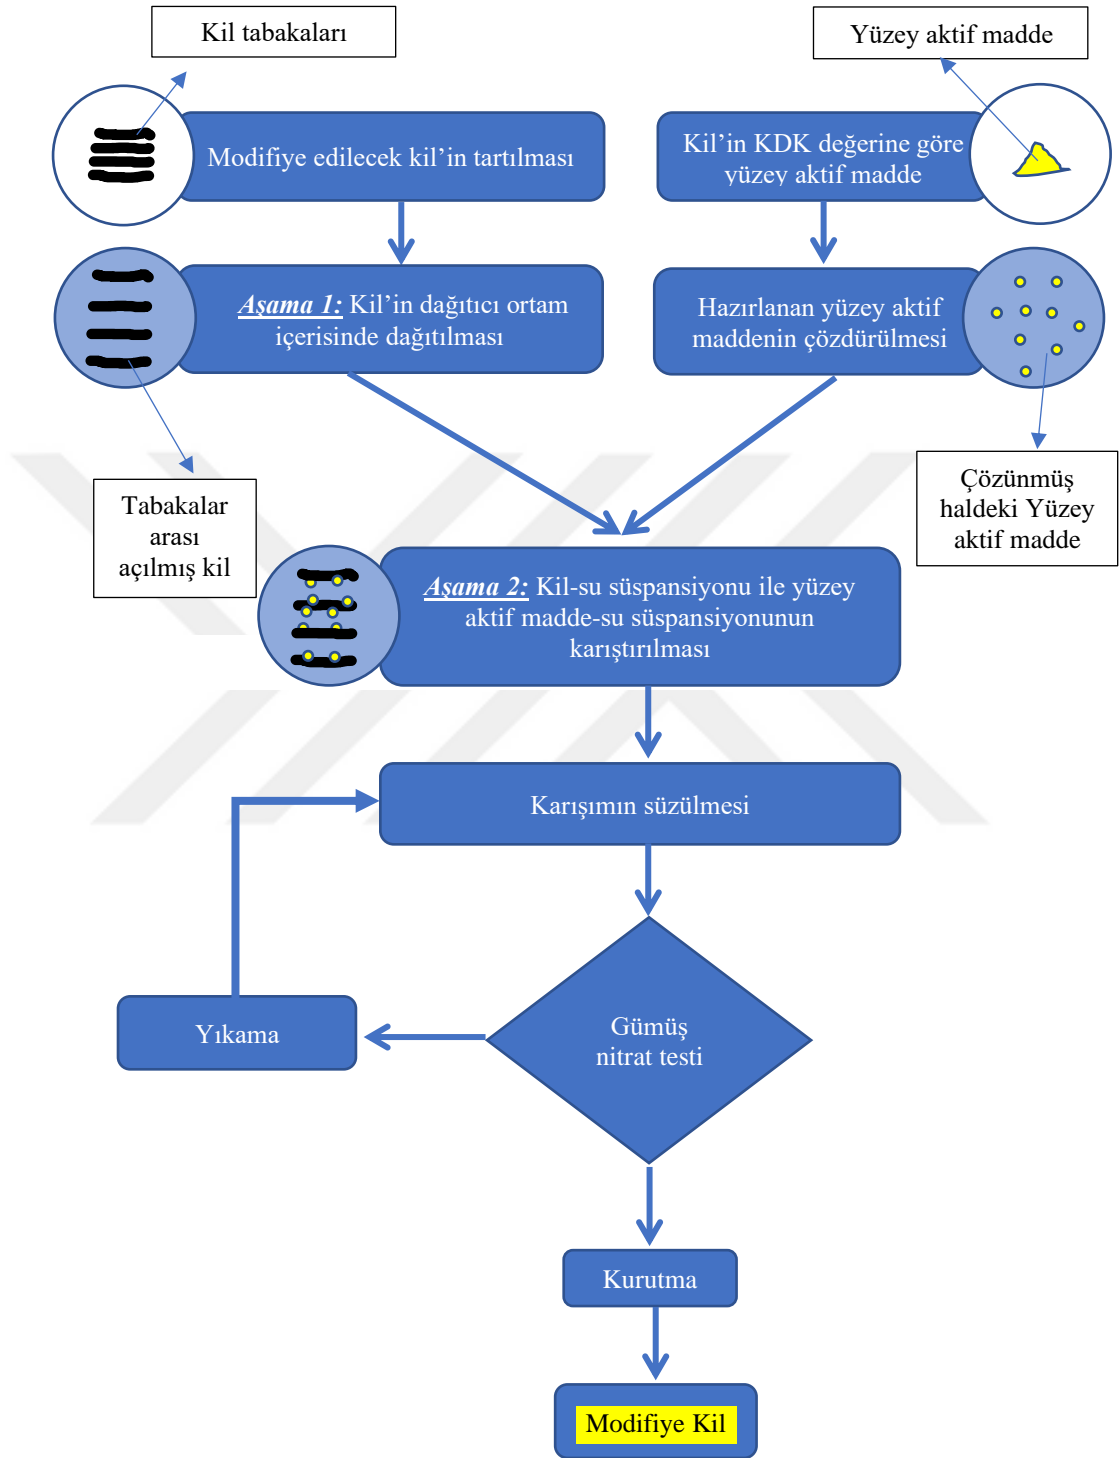 Kil tabakaları
Yüzey aktif madde
Modifiye edilecek kil’in tartılması
Kil’in KDK değerine göre
yüzey aktif madde
Aşama 1: Kil’in dağıtıcı ortam
içerisinde dağıtılması
Hazırlanan yüzey aktif
maddenin çözdürülmesi
Tabakalar
arası
açılmış kil
Çözünmüş
haldeki Yüzey
aktif madde
Aşama 2: Kil-su süspansiyonu ile yüzey
aktif madde-su süspansiyonunun
karıştırılması
Karışımın süzülmesi
Yıkama
Gümüş
nitrat testi
Kurutma
Modifiye Kil